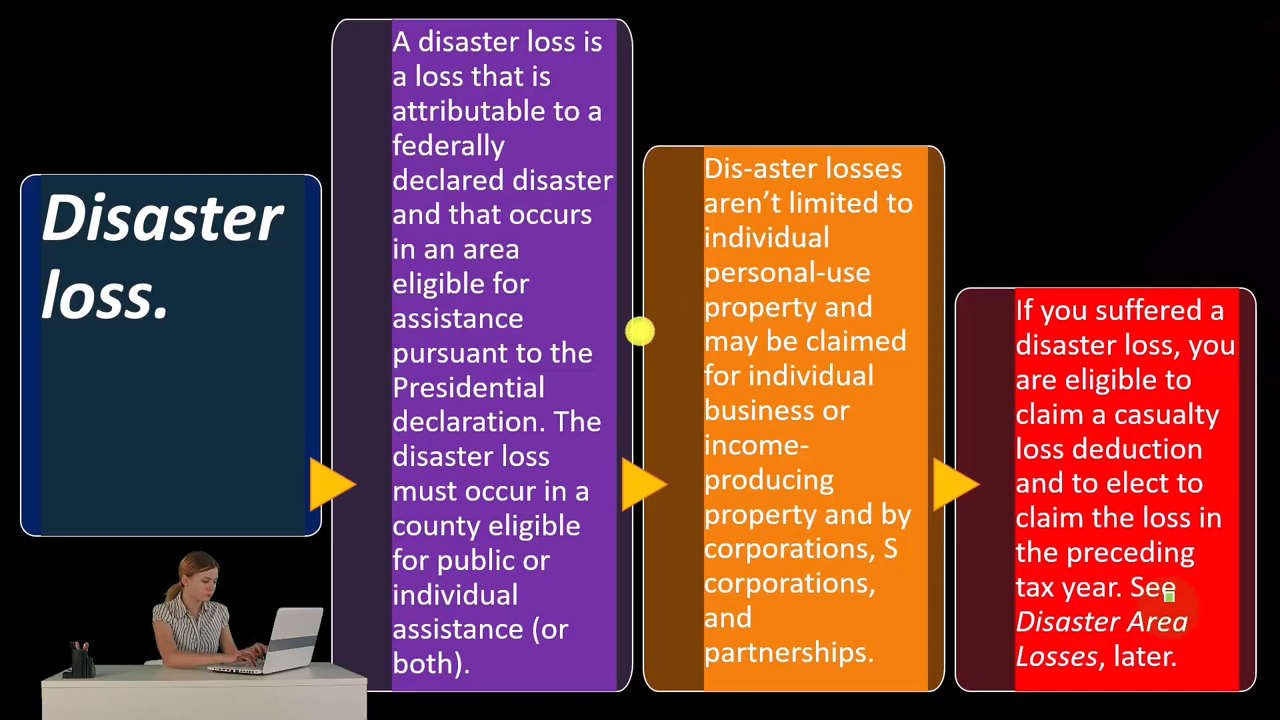 Disaster
loss.
A disaster loss is
a loss that is
attributable to a
federally
declared disaster
and that occurs
in an area
eligible for
assistance
pursuant to the
Presidential
declaration. The
disaster loss
must occur in a
county eligible
for public or
individual
assistance (or
both).
Dis-aster losses
aren’t limited to
individual
personal-use
property and
may be claimed
for individual
business or
income-
producing
property and by
corporations, S
corporations,
and
partnerships.
If you suffered a
disaster loss, you
are eligible to
claim a casualty
loss deduction
and to elect to
claim the loss in
the preceding
tax year. See
Disaster Area
Losses, later.